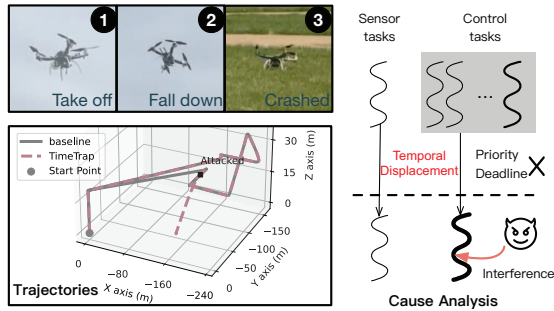 1
2
3
Take off
Fall down
Crashed
baseline
TimeTrap
Start Point
Attacked
30
15
0
Z axis (m)
0
−80
−160
−240
X axis (m)
−150
−100
−50
0
Y axis (m)
Trajectories
Sensor
tasks
Control
tasks
...
Temporal
Displacement
Priority
Deadline
Interference
Cause Analysis